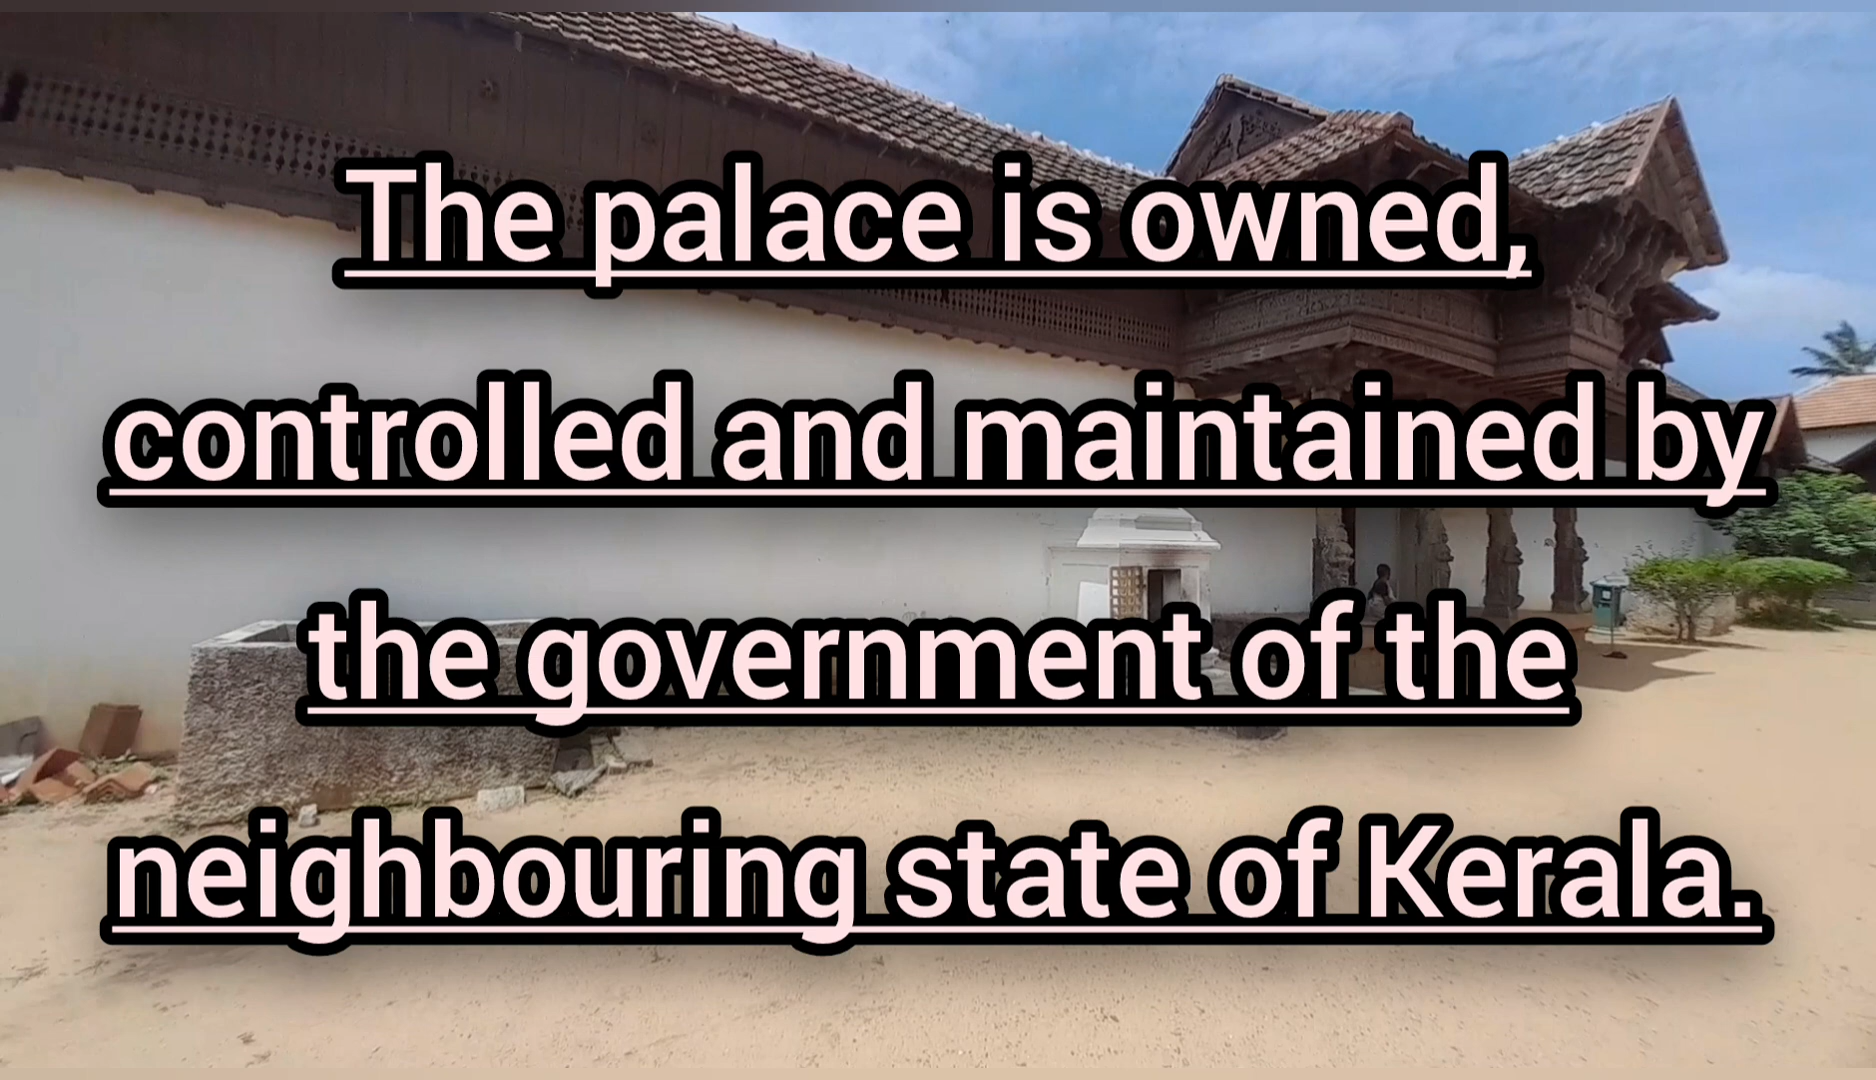 The palace is owned,
controlled and maintained by
the government of the
neighbouring state of Kerala.